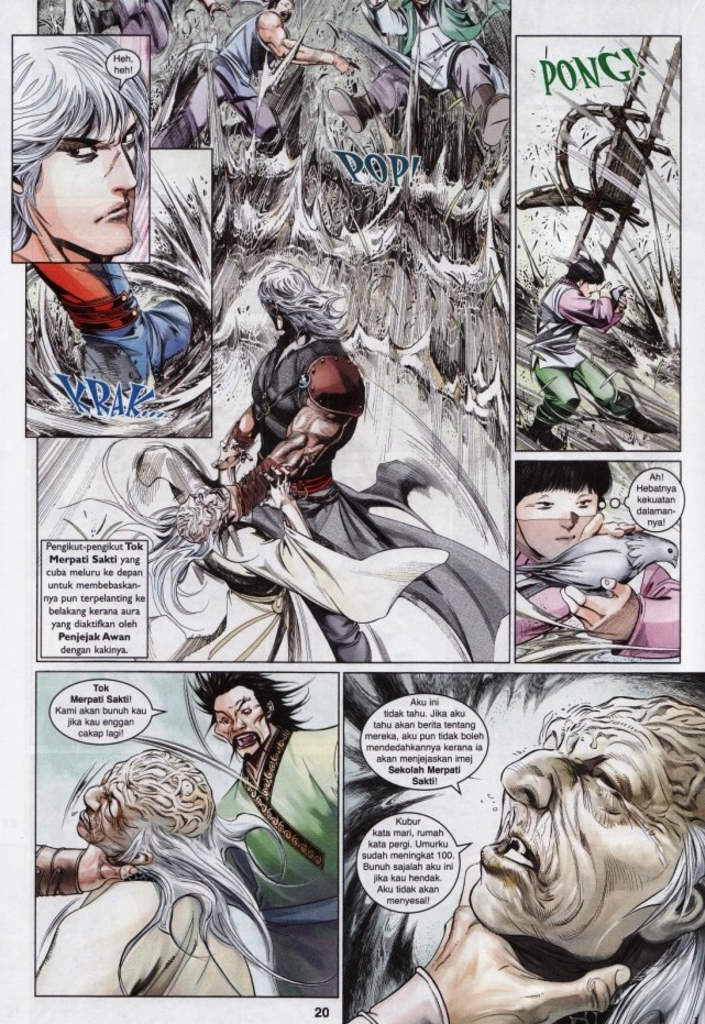 Heh,
heh!
POP!
PONG!
KRAK...
Pengikut-pengikut Tok
Merpati Sakti yang
cuba meluru ke depan
untuk membebaskan-
nya pun terpelanting ke
belakang kerana aura
yang diaktifkan oleh
Penjejak Awan
dengan kakinya.
Ah!
Hebatnya
kekuatan
dalaman-
nya!
Tok
Merpati Sakti!
Kami akan bunuh kau
jika kau enggan
cakap lagi!
Aku ini
tidak tahu. Jika aku
tahu akan berita tentang
mereka, aku pun tidak boleh
mendedahkannya kerana ia
akan menjejaskan imej
Sekolah Merpati
Sakti!
Kubur
kata mari, rumah
kata pergi. Umurku
sudah meningkat 100.
Bunuh sajalah aku ini
jika kau hendak.
Aku tidak akan
menyesal!
20